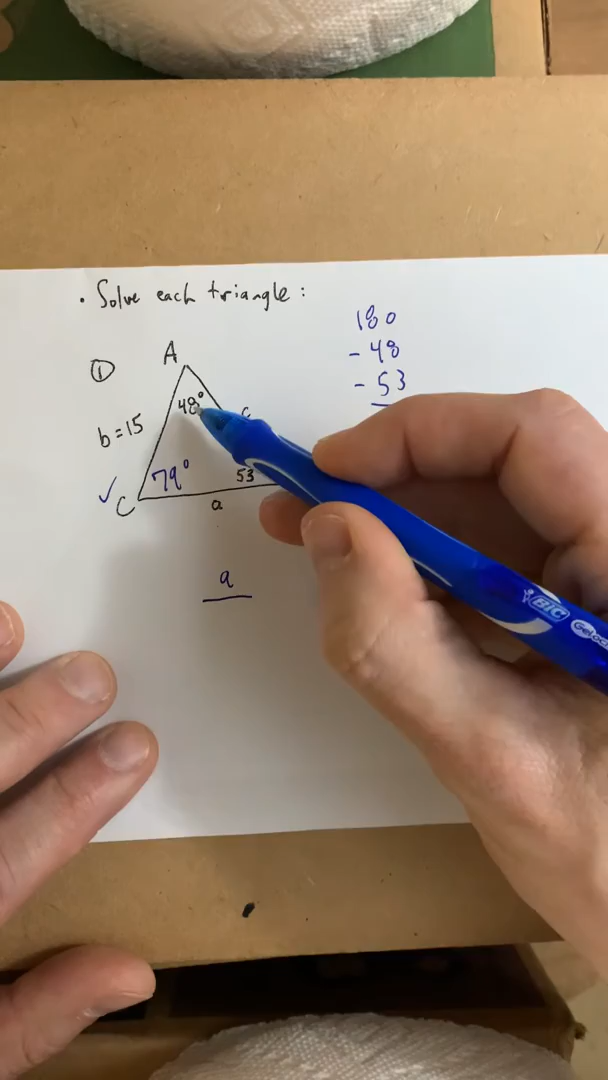 • Solve each triangle:
180
- 48
- 53
①
A
48°
b=15
c
✓ C
79°
53
a
a
BIC